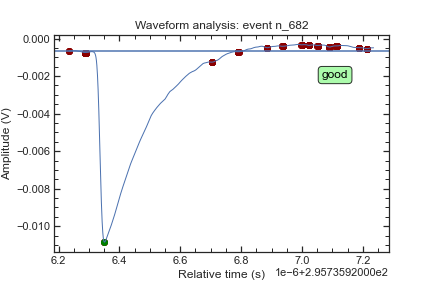 Waveform analysis: event n_682
0.000
−0.002
−0.004
−0.006
−0.008
−0.010
Amplitude (V)
good
6.2
6.4
6.6
6.8
7.0
7.2
Relative time (s)
1e−6+2.9573592000e2